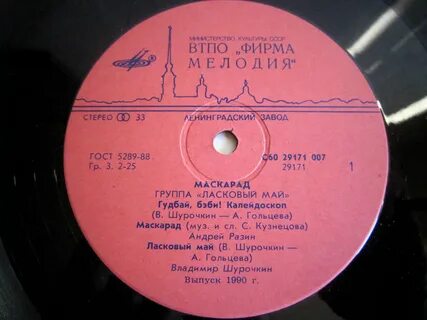 МИНИСТЕРСТВО КУЛЬТУРЫ СССР
ВТПО „ФИРМА
МЕЛОДИЯ“
СТЕРЕО 33 ЛЕНИНГРАДСКИЙ ЗАВОД
ГОСТ 5289-88 С60 29171 007
Гр. 3. 2-25 29171 1
МАСКАРАД
ГРУППА «ЛАСКОВЫЙ МАЙ»
Гудбай, бэби! Калейдоскоп
(В. Шурочкин — А. Гольцева)
Маскарад (муз. и сл. С. Кузнецова)
Андрей Разин
Ласковый май (В. Шурочкин —
А. Гольцева)
Владимир Шурочкин
Выпуск 1990 г.